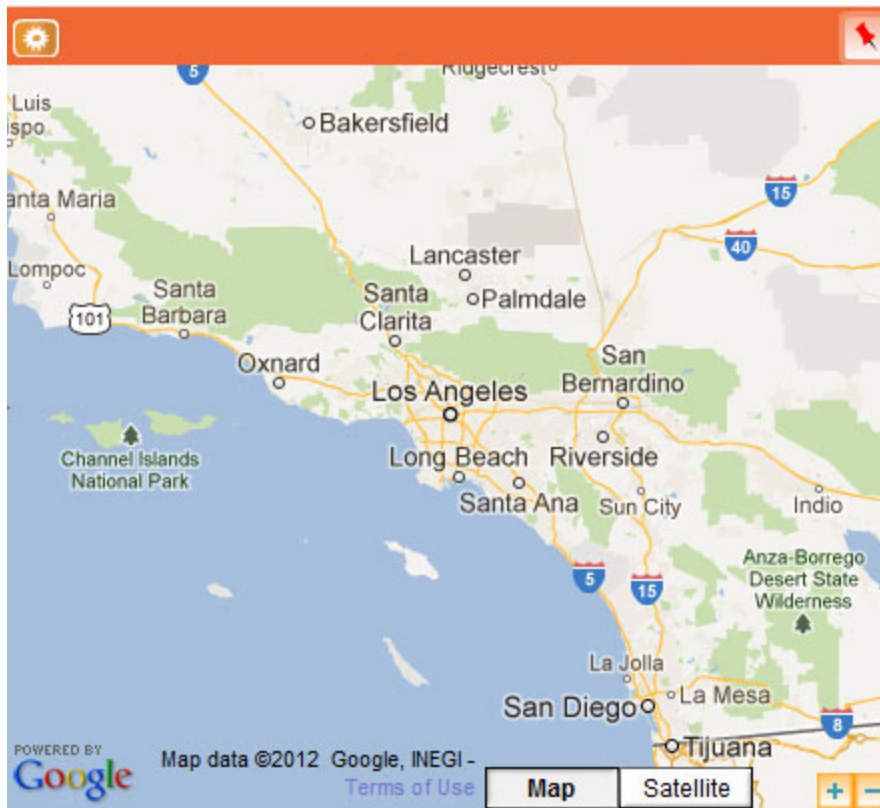 5
Ridgecrest
Luis
ispo
Bakersfield
15
anta Maria
40
Lancaster
Lompoc
Palmdale
Santa
Barbara
Santa
Clarita
101
San
Bernardino
Oxnard
Los Angeles
Channel Islands
National Park
Long Beach
Riverside
Santa Ana
Sun City
Indio
5
15
Anza-Borrego
Desert State
Wilderness
La Jolla
La Mesa
San Diego
8
Tijuana
POWERED BY
Google
Map data ©2012 Google, INEGI -
Terms of Use
Map
Satellite
+
−